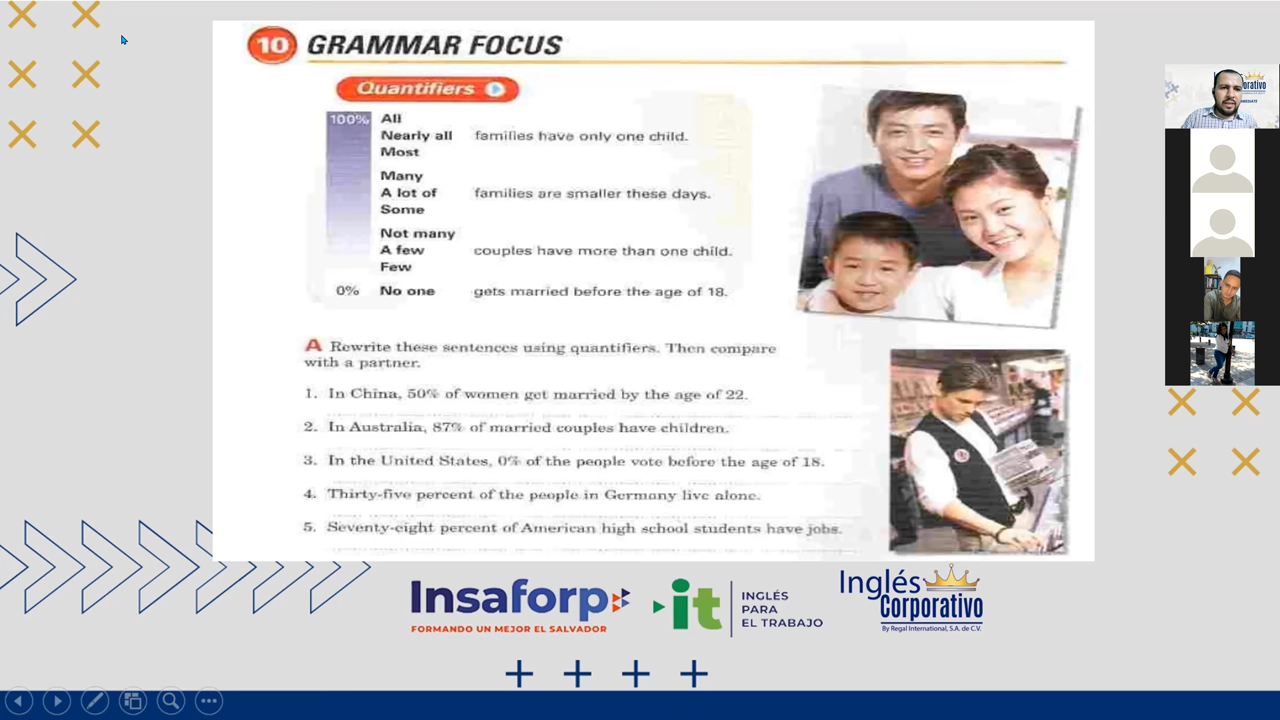 10 GRAMMAR FOCUS
Quantifiers
100% All
Nearly all families have only one child.
Most
Many
A lot of families are smaller these days.
Some
Not many
A few couples have more than one child.
Few
0% No one gets married before the age of 18.
A Rewrite these sentences using quantifiers. Then compare
with a partner.
1. In China, 50% of women get married by the age of 22.
2. In Australia, 87% of married couples have children.
3. In the United States, 0% of the people vote before the age of 18.
4. Thirty-five percent of the people in Germany live alone.
5. Seventy-eight percent of American high school students have jobs.
Insaforp
FORMANDO UN MEJOR EL SALVADOR
it
INGLÉS
PARA
EL TRABAJO
Inglés
Corporativo
By Regal International, S.A. de C.V.